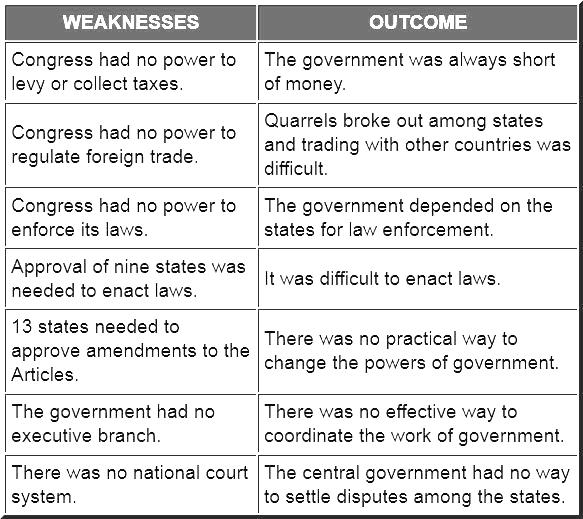 WEAKNESSES
OUTCOME
Congress had no power to
levy or collect taxes.
The government was always short
of money.
Congress had no power to
regulate foreign trade.
Quarrels broke out among states
and trading with other countries was
difficult.
Congress had no power to
enforce its laws.
The government depended on the
states for law enforcement.
Approval of nine states was
needed to enact laws.
It was difficult to enact laws.
13 states needed to
approve amendments to the
Articles.
There was no practical way to
change the powers of government.
The government had no
executive branch.
There was no effective way to
coordinate the work of government.
There was no national court
system.
The central government had no way
to settle disputes among the states.